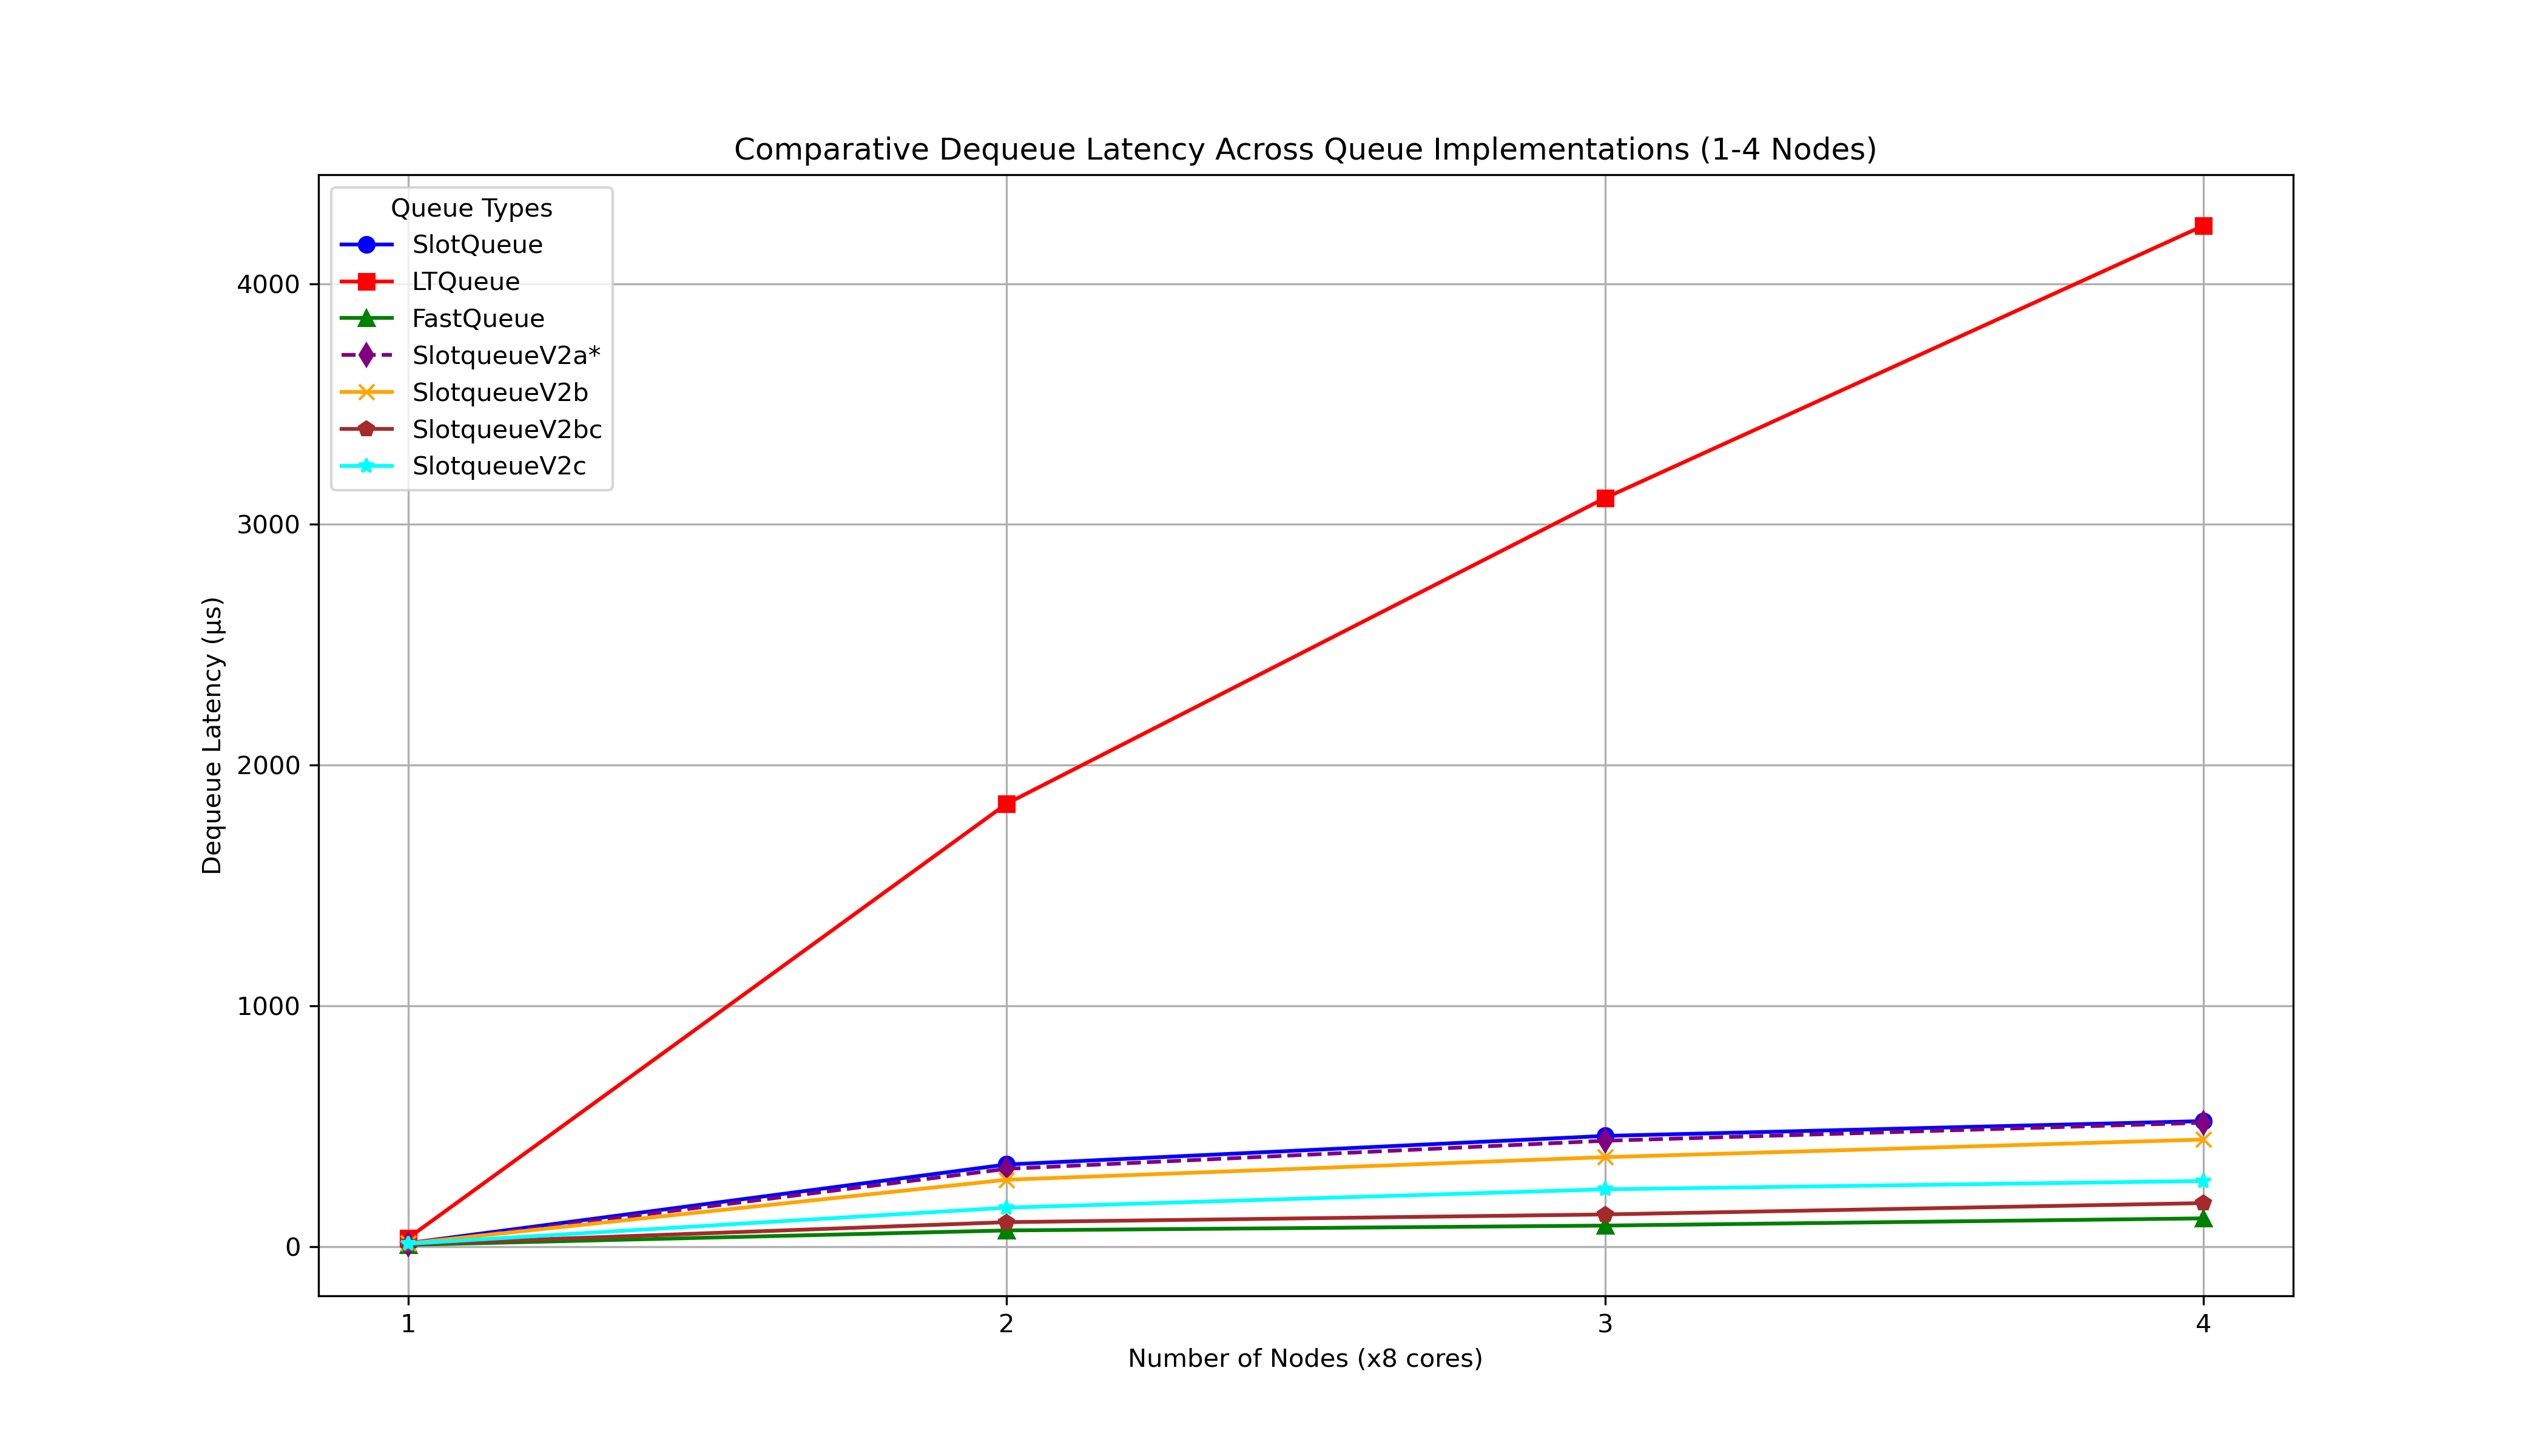 Comparative Dequeue Latency Across Queue Implementations (1-4 Nodes)
Queue Types
SlotQueue
LTQueue
FastQueue
SlotqueueV2a*
SlotqueueV2b
SlotqueueV2bc
SlotqueueV2c
Dequeue Latency (μs)
4000
3000
2000
1000
0
1 2 3 4
Number of Nodes (x8 cores)